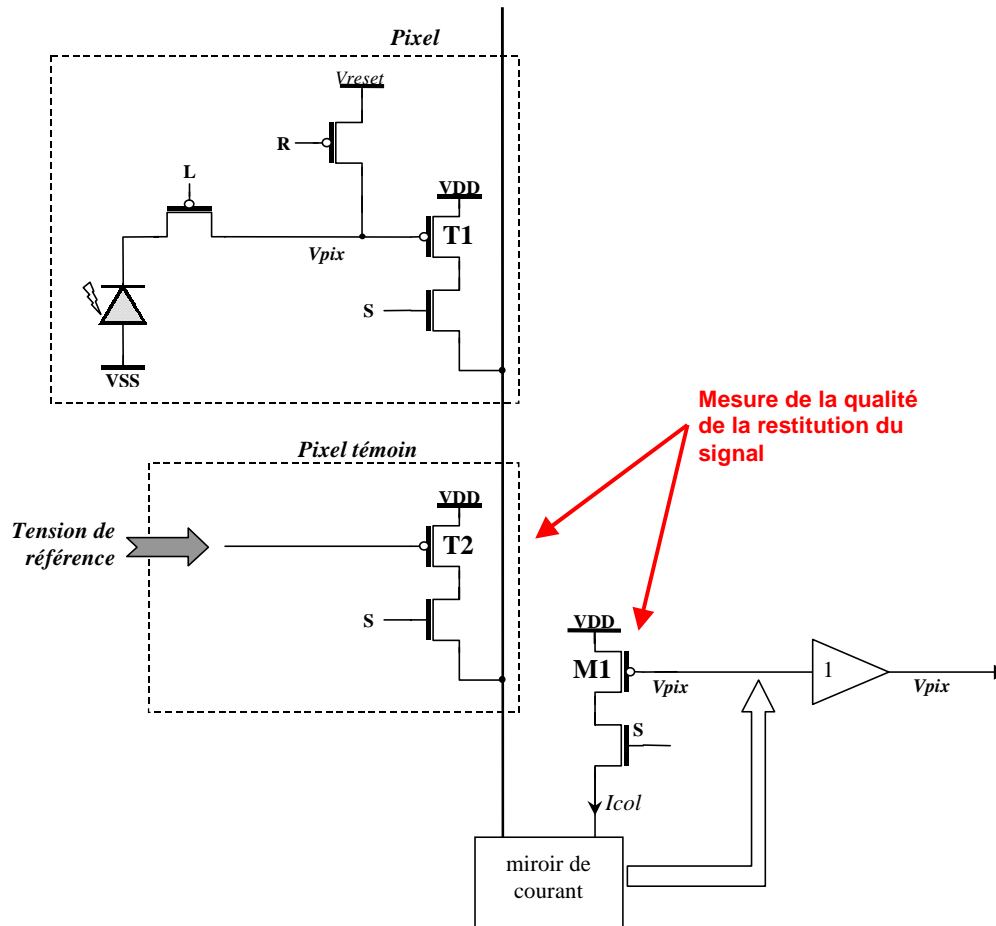 Pixel
Vreset
R
L
VDD
T1
Vpix
S
VSS
Mesure de la qualité
de la restitution du
signal
Pixel témoin
VDD
Tension de
référence
T2
S
VDD
M1
Vpix
1
Vpix
S
Icol
miroir de
courant